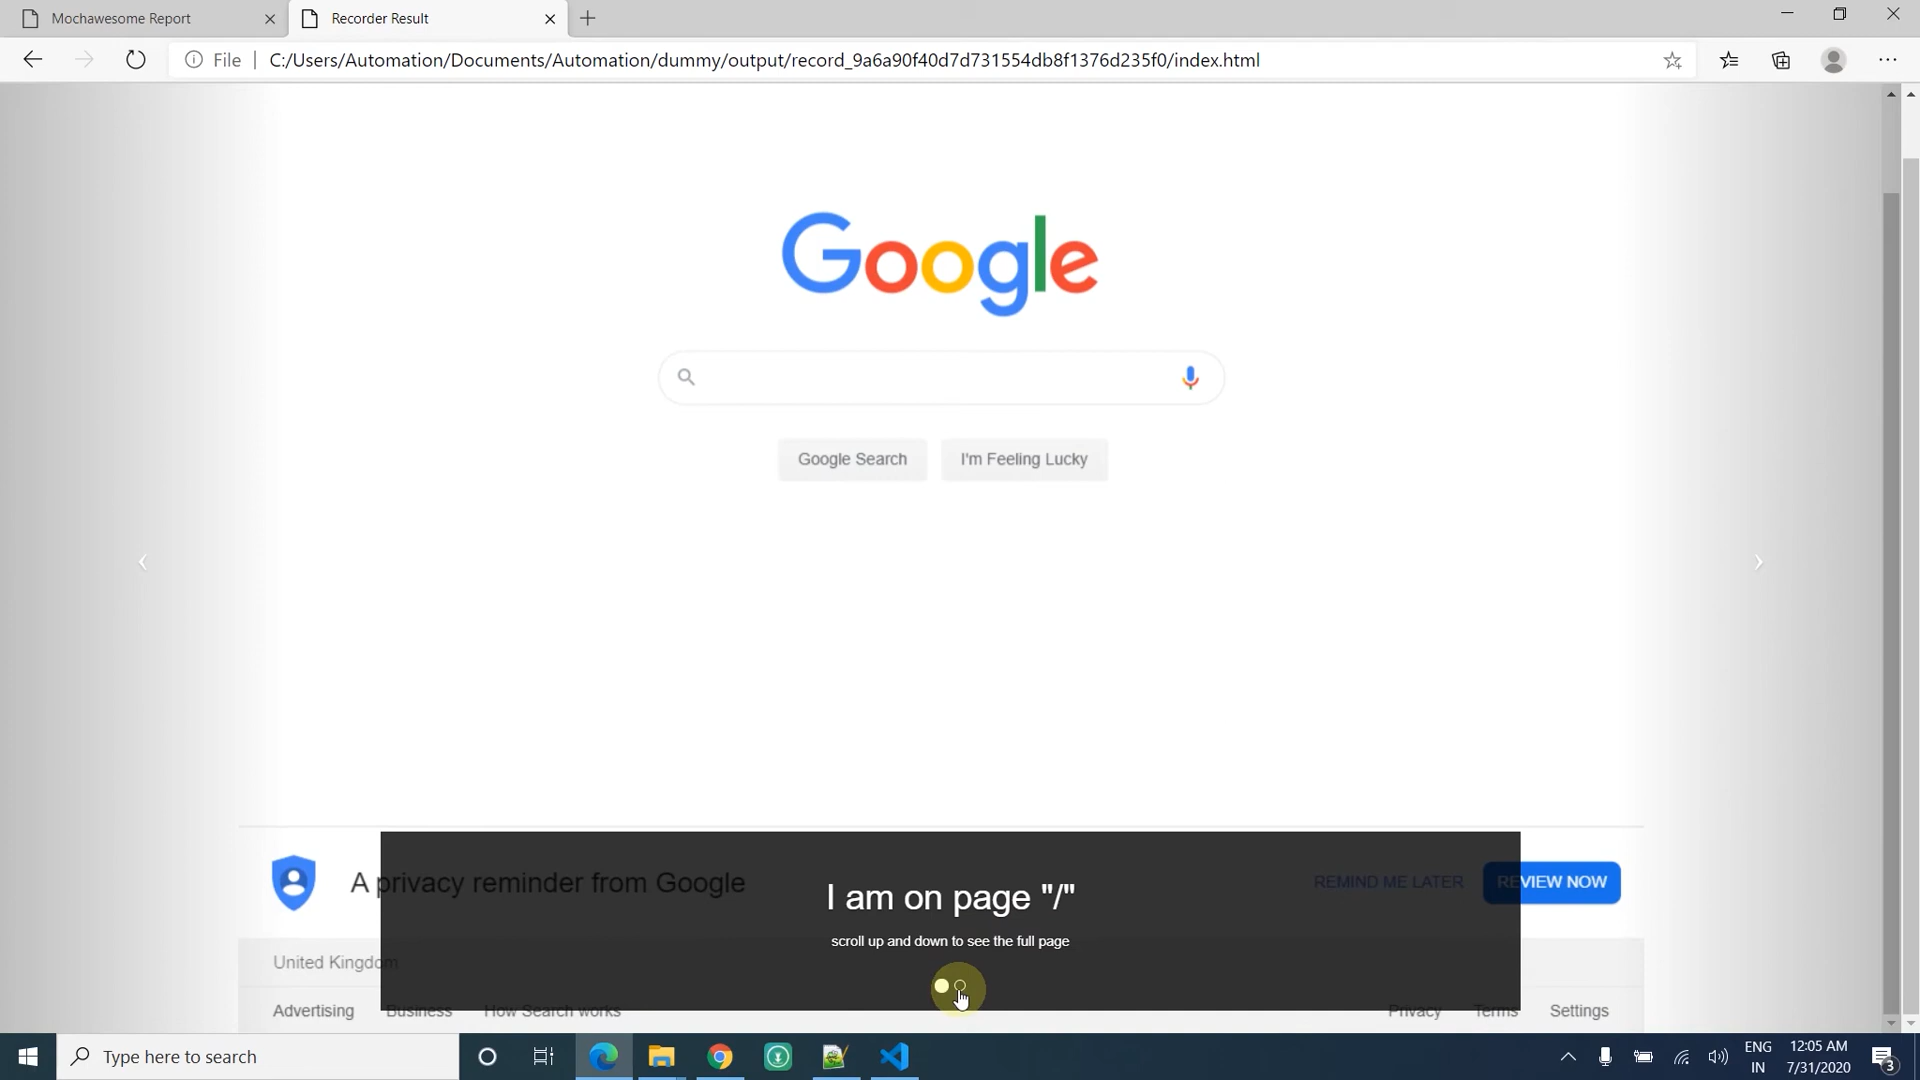 Mochawesome Report
Recorder Result
File
C:/Users/Automation/Documents/Automation/dummy/output/record_9a6a90f40d7d731554db8f1376d235f0/index.html
Google
Google Search
I'm Feeling Lucky
A privacy reminder from Google
REMIND ME LATER
REVIEW NOW
I am on page "/"
scroll up and down to see the full page
United Kingdom
Advertising
Business
How Search works
Privacy
Terms
Settings
Type here to search
ENG
IN
12:05 AM
7/31/2020
3